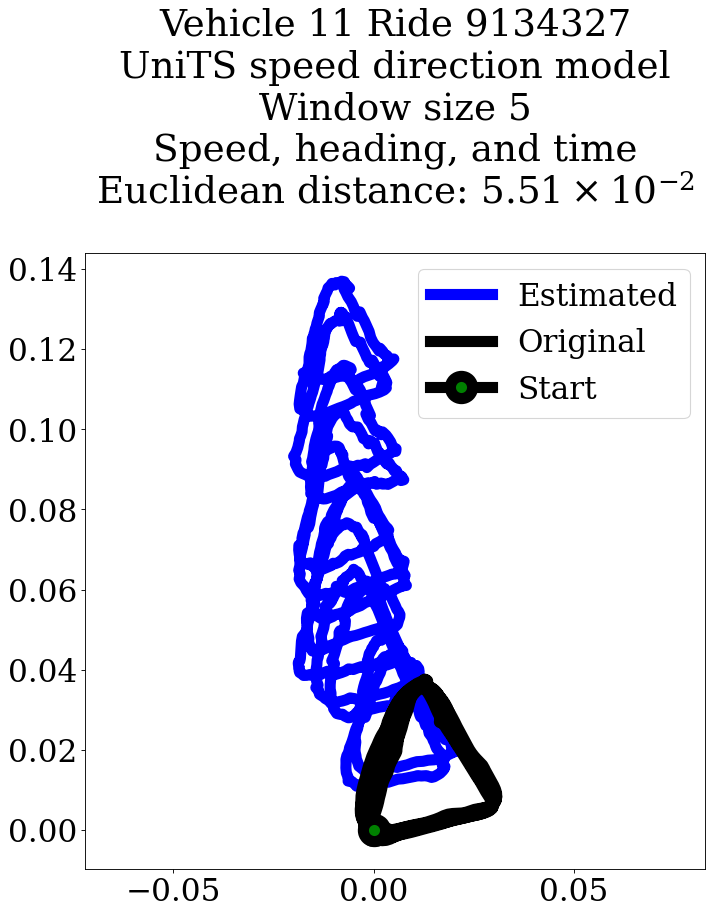 Vehicle 11 Ride 9134327
UniTS speed direction model
Window size 5
Speed, heading, and time
Euclidean distance: 5.51 × 10⁻²
Estimated
Original
Start
0.14
0.12
0.10
0.08
0.06
0.04
0.02
0.00
−0.05 0.00 0.05